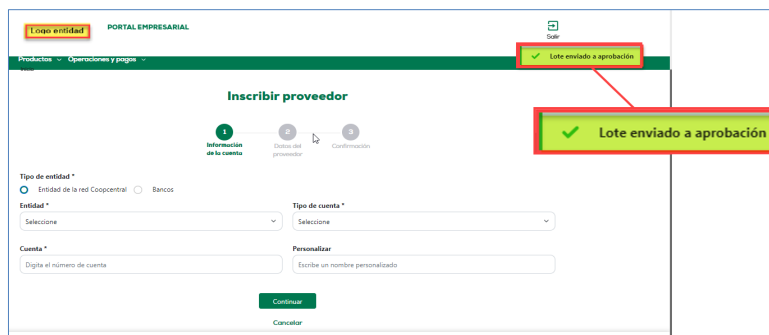 Logo entidad
PORTAL EMPRESARIAL
Salir
Productos
Operaciones y pagos
Lote enviado a aprobación
Inscribir proveedor
1
2
3
Información de la cuenta
Datos del proveedor
Confirmación
Lote enviado a aprobación
Tipo de entidad *
Entidad de la red Coopcentral
Bancos
Entidad *
Tipo de cuenta *
Seleccione
Seleccione
Cuenta *
Personalizar
Digita el número de cuenta
Escribe un nombre personalizado
Continuar
Cancelar